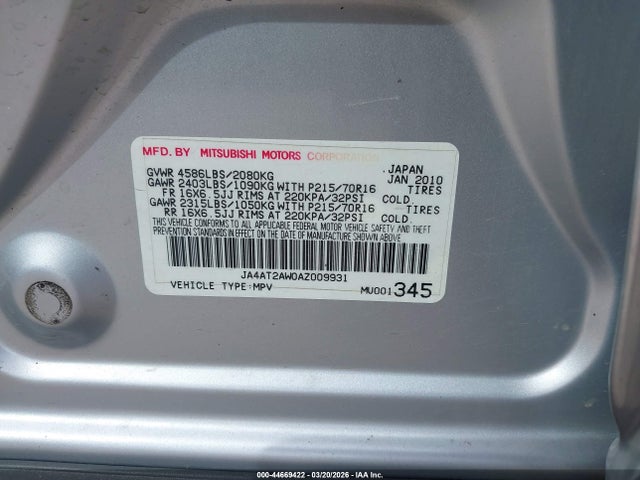 MFD. BY MITSUBISHI MOTORS CORPORATION
JAPAN
GVWR 4586LBS/2080KG JAN 2010
GAWR 2403LBS/1090KG WITH P215/70R16 TIRES
FR 16X6.5JJ RIMS AT 220KPA/32PSI COLD
GAWR 2315LBS/1050KG WITH P215/70R16 TIRES
RR 16X6.5JJ RIMS AT 220KPA/32PSI COLD.
THIS VEHICLE CONFORMS TO ALL APPLICABLE FEDERAL MOTOR VEHICLE SAFETY AND THEFT
PREVENTION STANDARDS IN EFFECT ON THE DATE OF MANUFACTURE SHOWN ABOVE.
JA4AT2AW0AZ009931
VEHICLE TYPE:MPV MU001345
000-44669422 | 03/20/2026 - ©IAA Holdings, LLC